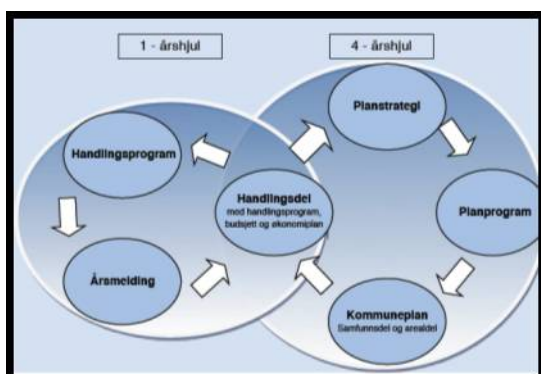 1 - årshjul
4 - årshjul
Planstrategi
Handlingsprogram
Handlingsdel
med handlingsprogram,
budsjett og økonomiplan
Planprogram
Årsmelding
Kommuneplan
Samfunnsdel og arealdel